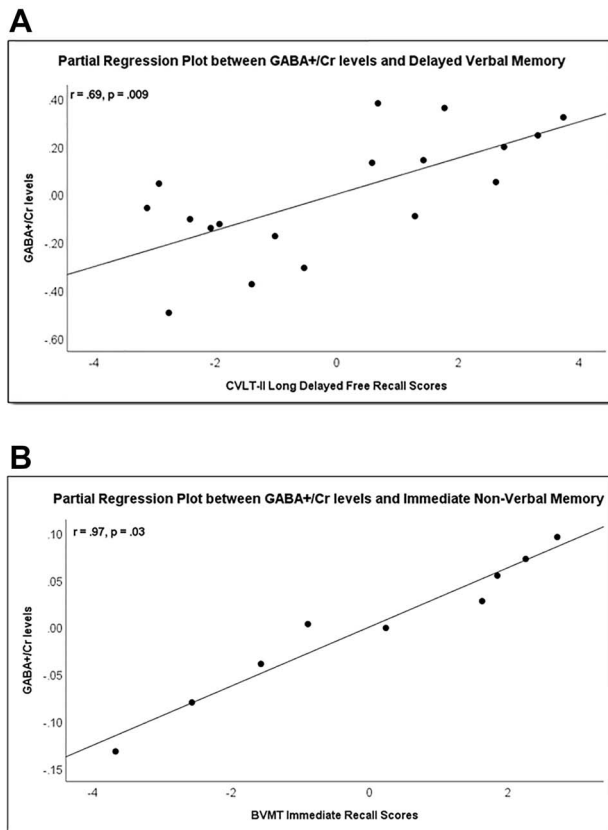 A
Partial Regression Plot between GABA+/Cr levels and Delayed Verbal Memory
r = .69, p = .009
.40
.20
.00
-.20
-.40
-.60
GABA+/Cr levels
-4 -2 0 2 4
CVLT-II Long Delayed Free Recall Scores
B
Partial Regression Plot between GABA+/Cr levels and Immediate Non-Verbal Memory
r = .97, p = .03
.10
.05
.00
-.05
-.10
-.15
GABA+/Cr levels
-4 -2 0 2
BVMT Immediate Recall Scores